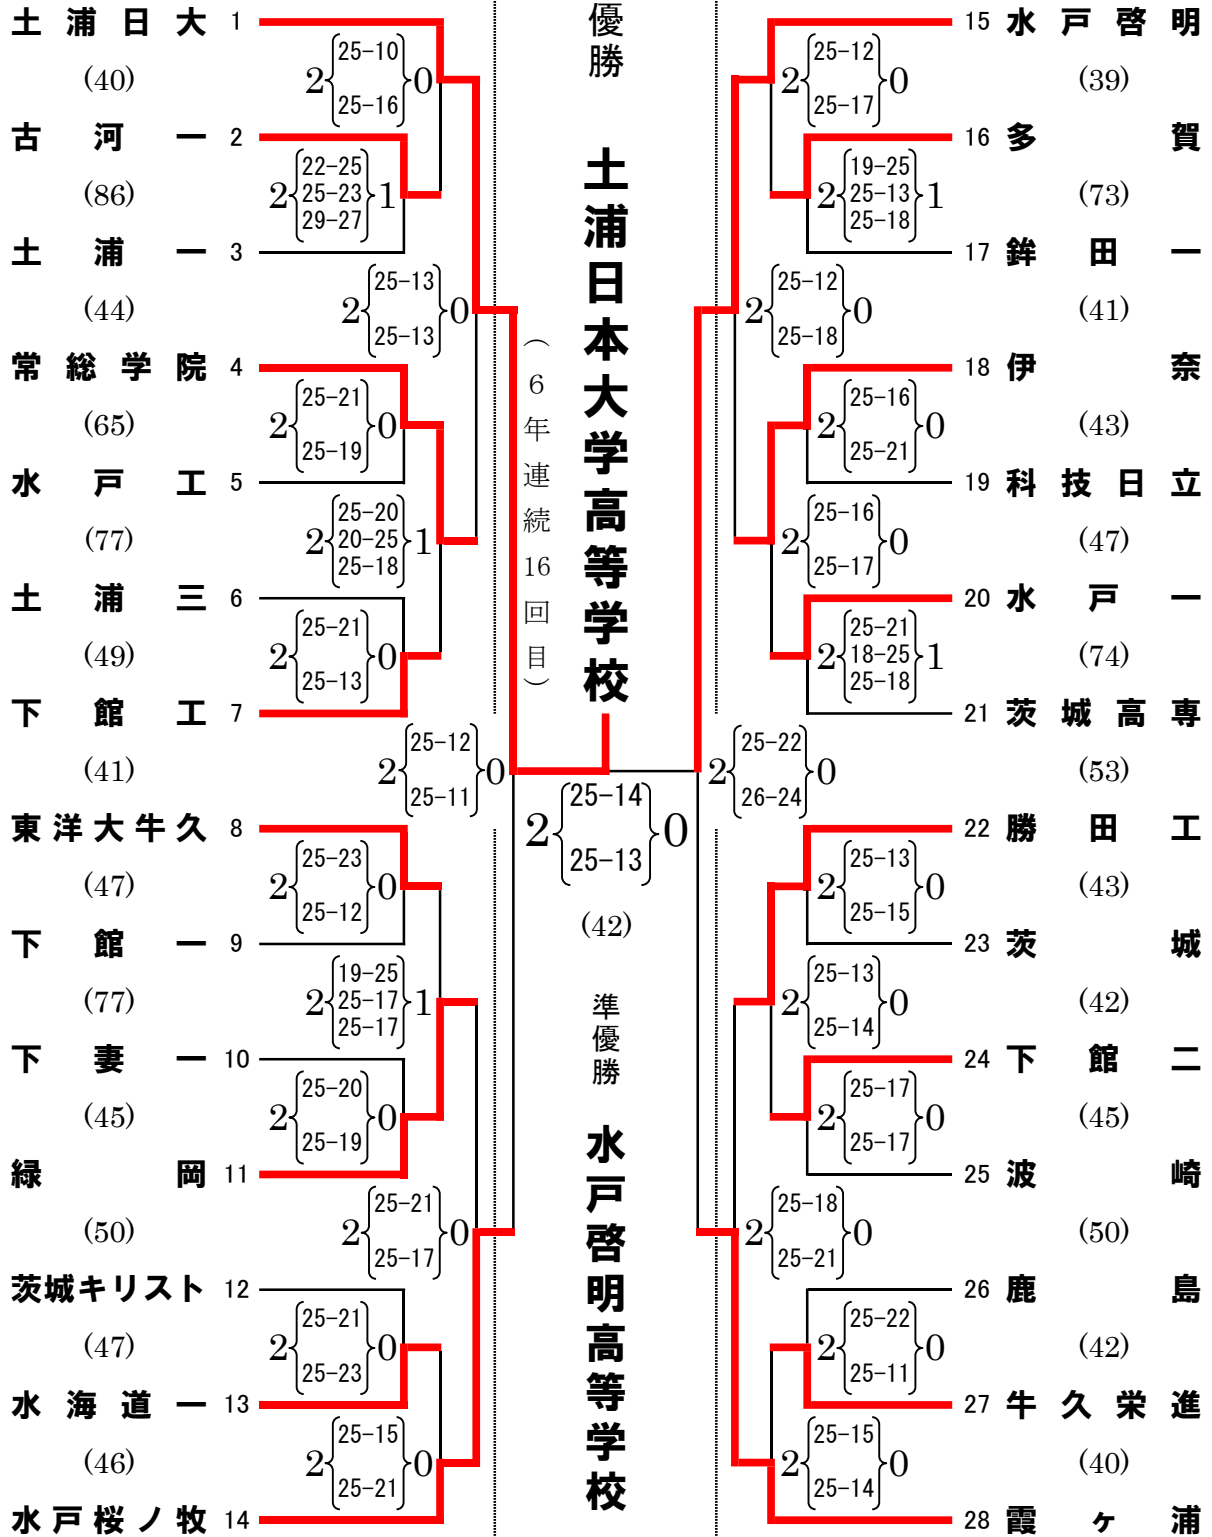 土浦日大 1
(40)
2 25-10 25-16 0
古河一 2
(86)
2 22-25 25-23 29-27 1
土浦一 3
(44)
2 25-13 25-13 0
常総学院 4
(65)
2 25-21 25-19 0
水戸工 5
(77)
2 25-20 20-25 25-18 1
土浦三 6
(49)
2 25-21 25-13 0
下館工 7
(41)
2 25-12 25-11 0
東洋大牛久 8
(47)
2 25-23 25-12 0
下館一 9
(77)
2 19-25 25-17 25-17 1
下妻一 10
(45)
2 25-20 25-19 0
緑岡 11
(50)
2 25-21 25-17 0
茨城キリスト 12
(47)
2 25-21 25-23 0
水海道一 13
(46)
2 25-15 25-21 0
水戸桜ノ牧 14
優勝
土浦日本大学高等学校
(6年連続16回目)
2 25-14 25-13 0
(42)
準優勝
水戸啓明高等学校
15 水戸啓明
2 25-12 25-17 0
(39)
16 多賀
2 19-25 25-13 25-18 1
(73)
17 鉾田一
2 25-12 25-18 0
(41)
18 伊奈
2 25-16 25-21 0
(43)
19 科技日立
2 25-16 25-17 0
(47)
20 水戸一
2 25-21 18-25 25-18 1
(74)
21 茨城高専
2 25-22 26-24 0
(53)
22 勝田工
2 25-13 25-15 0
(43)
23 茨城
2 25-13 25-14 0
(42)
24 下館二
2 25-17 25-17 0
(45)
25 波崎
2 25-18 25-21 0
(50)
26 鹿島
2 25-22 25-11 0
(42)
27 牛久栄進
2 25-15 25-14 0
(40)
28 霞ヶ浦